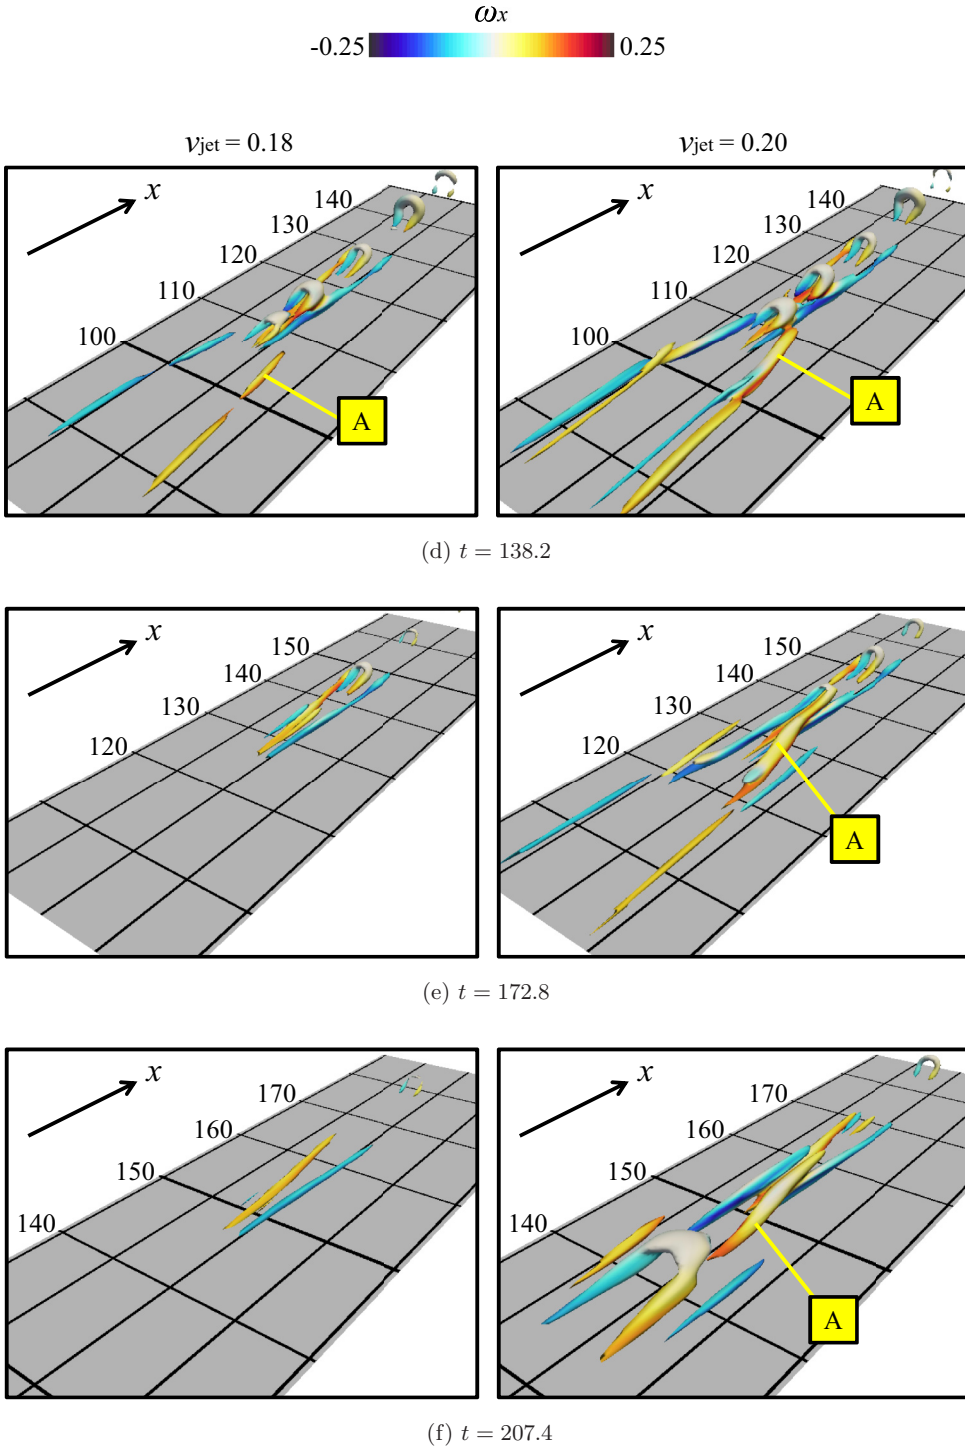 ωx
-0.25 0.25
vjet = 0.18 vjet = 0.20
x x
140 140
130 130
120 120
110 110
100 100
A A
(d) t = 138.2
x x
150 150
140 140
130 130
120 120
A
(e) t = 172.8
x x
170 170
160 160
150 150
140 140
A
(f) t = 207.4